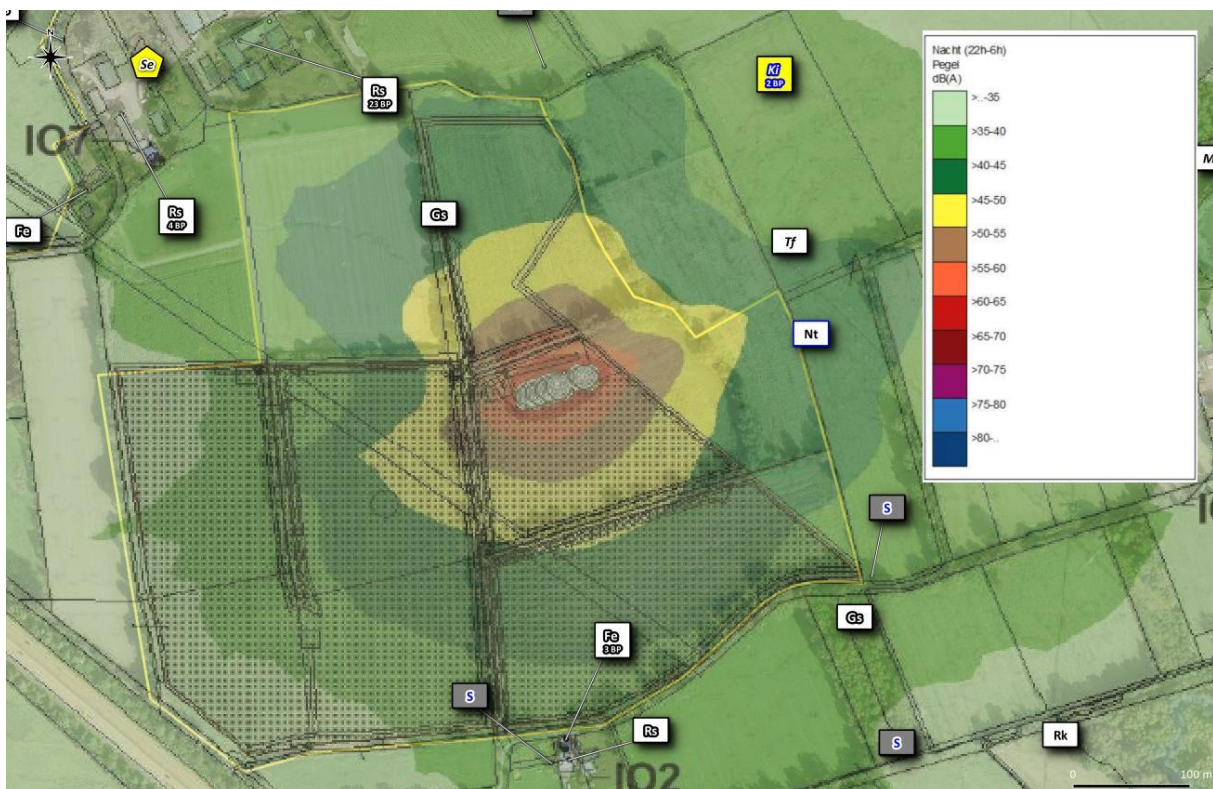 N
Se
Rs
23 BP
Ki
2 BP
IO7
Rs
4 BP
Fe
Gs
Tf
Nt
S
Gs
Fe
3 BP
S
Rs
IO2
S
Rk
M
0
100 m
Nacht (22h-6h)
Pegel
dB(A)
>..-35
>35-40
>40-45
>45-50
>50-55
>55-60
>60-65
>65-70
>70-75
>75-80
>80-..